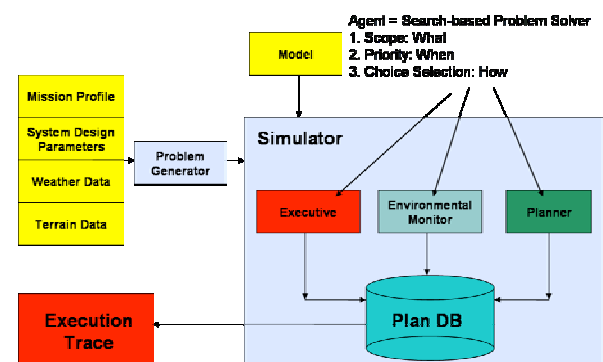 Agent = Search-based Problem Solver
1. Scope: What
2. Priority: When
3. Choice Selection: How
Model
Mission Profile
System Design
Parameters
Weather Data
Terrain Data
Problem
Generator
Simulator
Executive
Environmental
Monitor
Planner
Plan DB
Execution
Trace